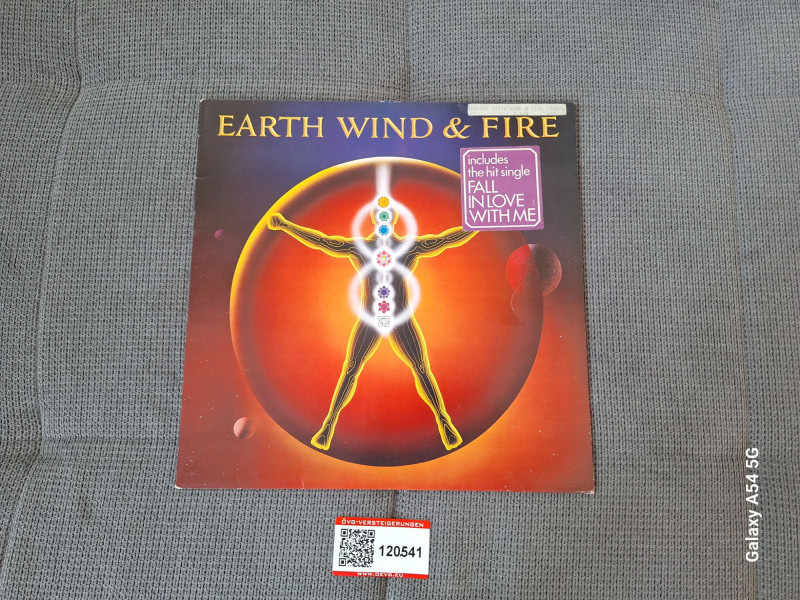 EARTH WIND & FIRE
includes
the hit single
FALL
IN LOVE
WITH ME
ÖVG-VERSTEIGERUNGEN
120541
WWW.OEVG.EU
Galaxy A54 5G